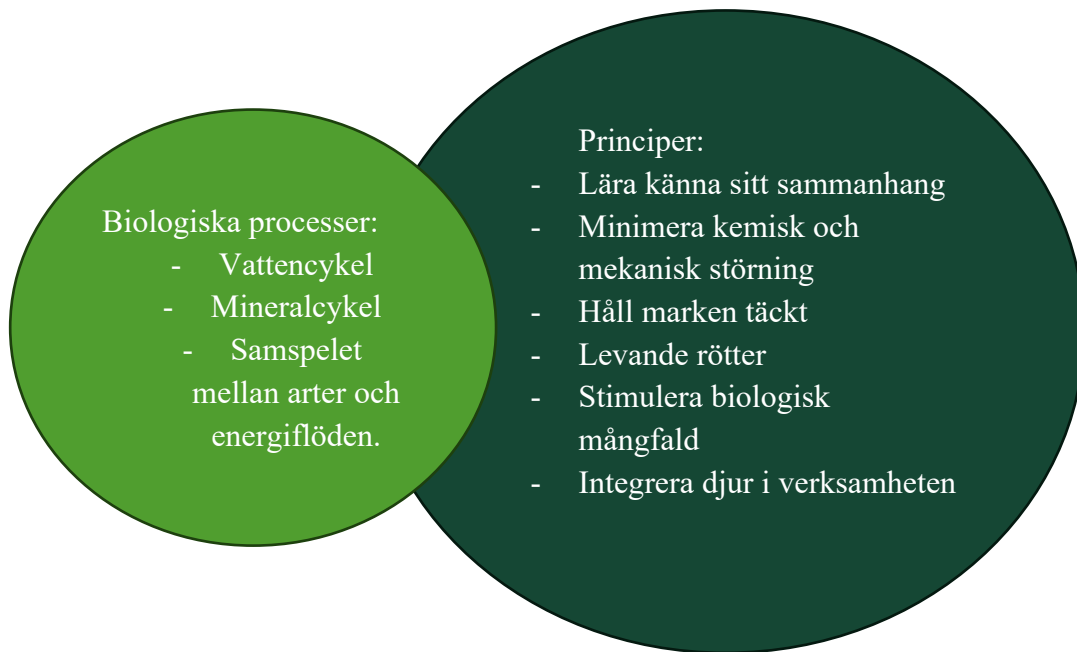 Biologiska processer:
- Vattencykel
- Mineralcykel
- Samspelet
mellan arter och
energiflöden.
Principer:
- Lära känna sitt sammanhang
- Minimera kemisk och
mekanisk störning
- Håll marken täckt
- Levande rötter
- Stimulera biologisk
mångfald
- Integrera djur i verksamheten